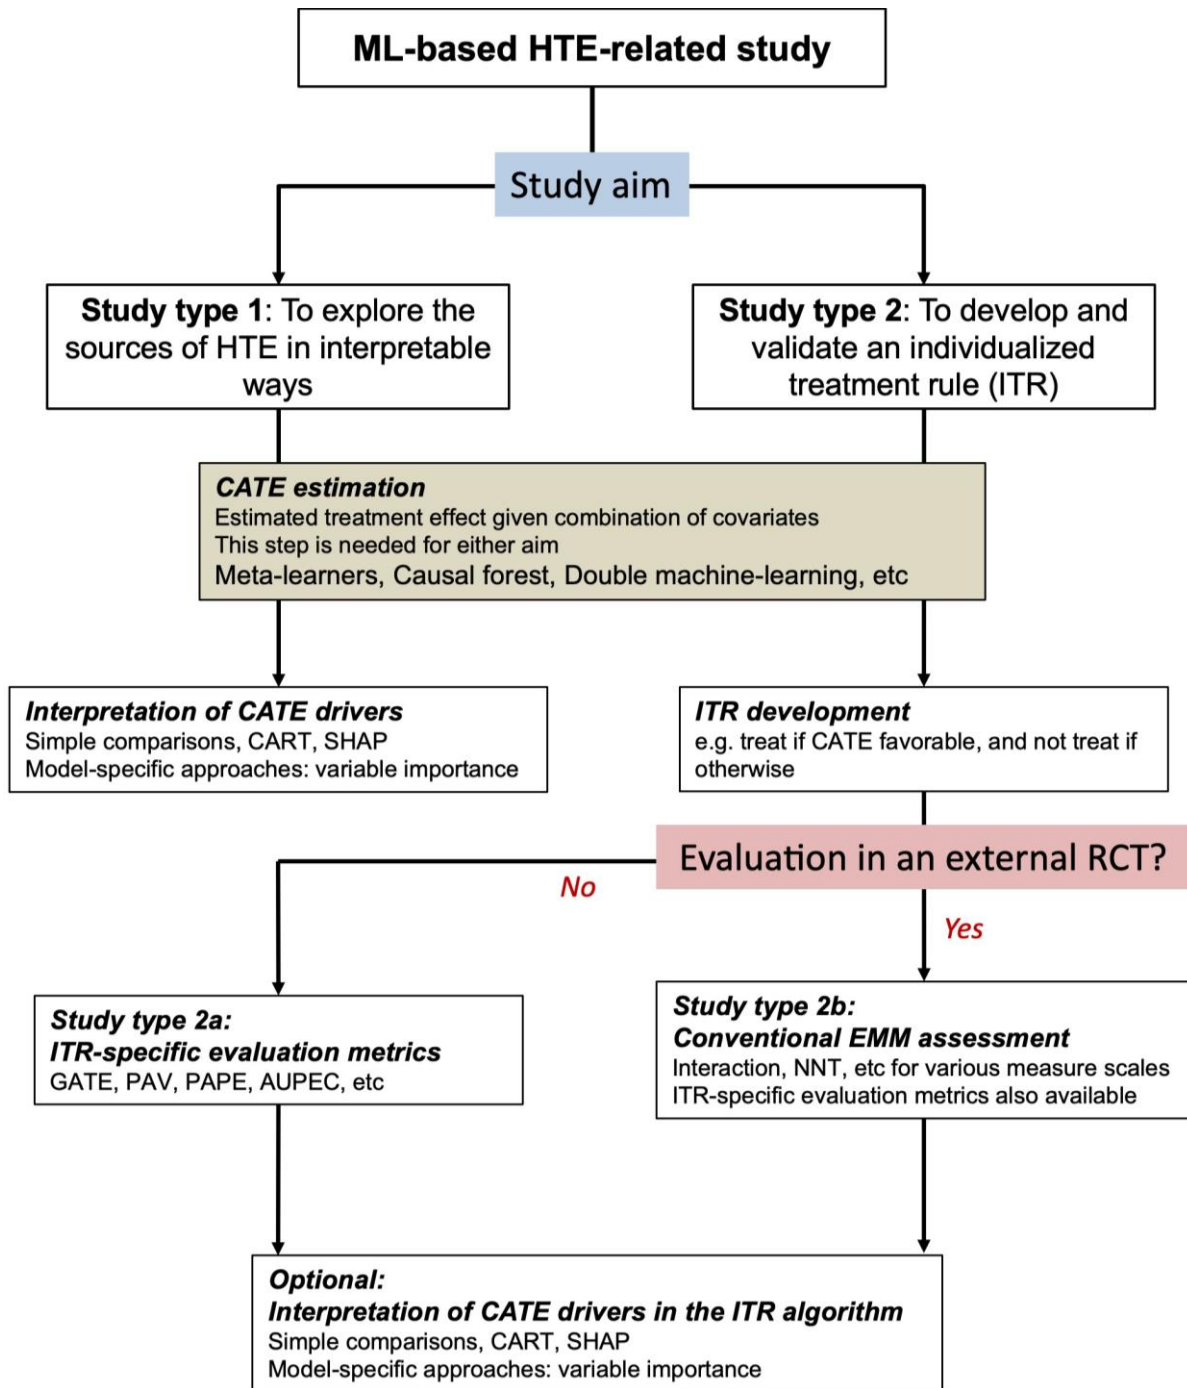 ML-based HTE-related study
Study aim
Study type 1: To explore the
sources of HTE in interpretable
ways
Study type 2: To develop and
validate an individualized
treatment rule (ITR)
CATE estimation
Estimated treatment effect given combination of covariates
This step is needed for either aim
Meta-learners, Causal forest, Double machine-learning, etc
Interpretation of CATE drivers
Simple comparisons, CART, SHAP
Model-specific approaches: variable importance
ITR development
e.g. treat if CATE favorable, and not treat if
otherwise
Evaluation in an external RCT?
No
Yes
Study type 2a:
ITR-specific evaluation metrics
GATE, PAV, PAPE, AUPEC, etc
Study type 2b:
Conventional EMM assessment
Interaction, NNT, etc for various measure scales
ITR-specific evaluation metrics also available
Optional:
Interpretation of CATE drivers in the ITR algorithm
Simple comparisons, CART, SHAP
Model-specific approaches: variable importance